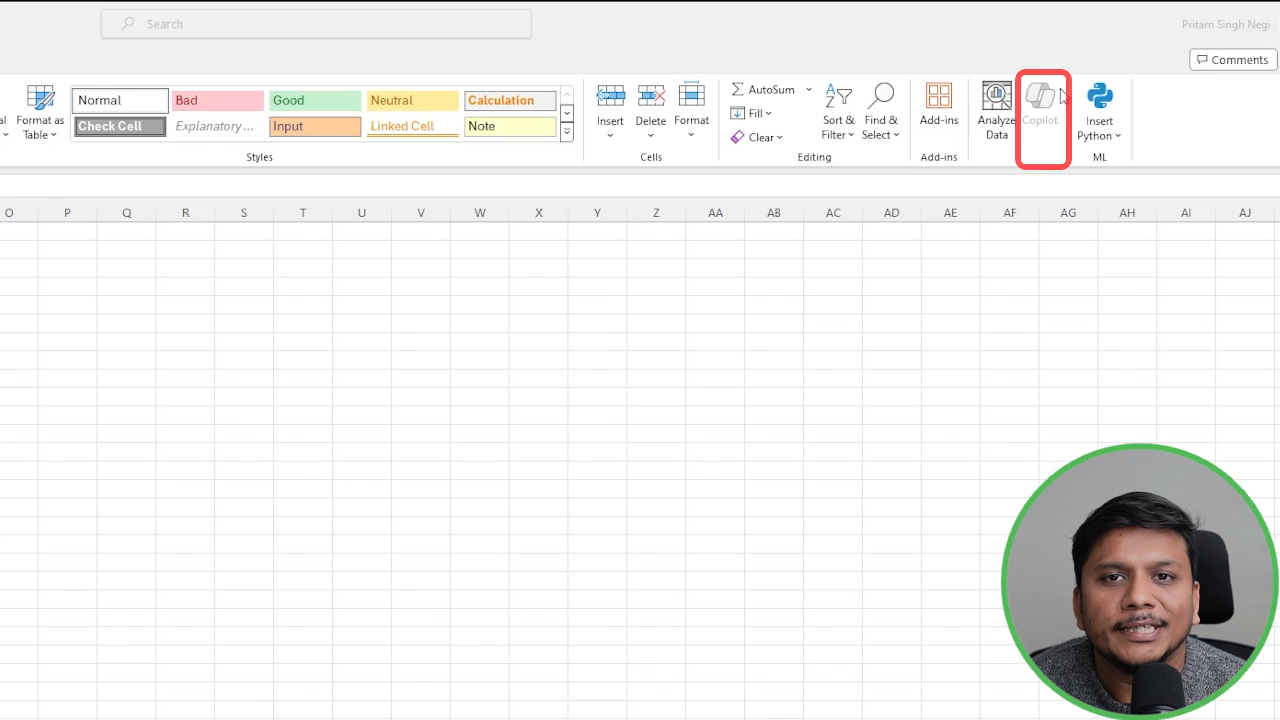 Search
Pritam Singh Negi
Comments
Format as Table
Normal
Bad
Good
Neutral
Calculation
Check Cell
Explanatory ...
Input
Linked Cell
Note
Styles
Insert
Delete
Format
Cells
AutoSum
Fill
Clear
Sort & Filter
Find & Select
Editing
Add-ins
Add-ins
Analyze Data
Copilot
Insert Python
ML
O P Q R S T U V W X Y Z AA AB AC AD AE AF AG AH AI AJ